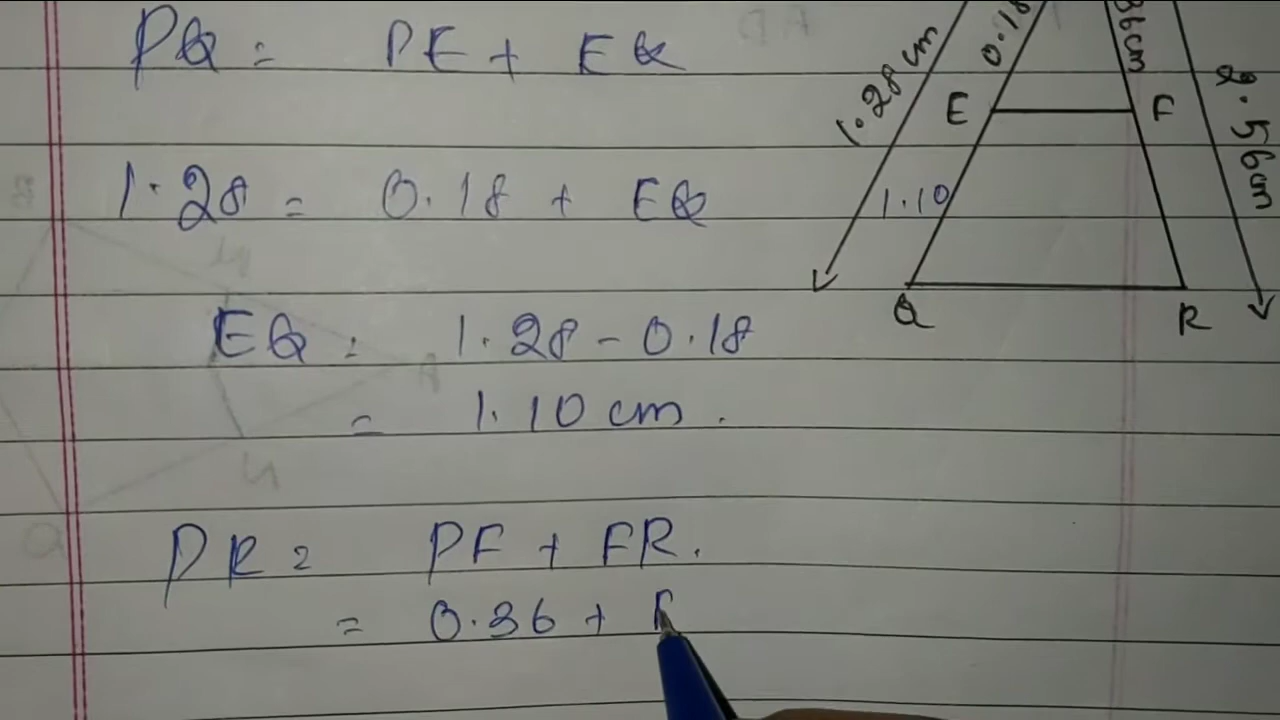 PQ = PE + EQ
1.28 = 0.18 + EQ
EQ = 1.28 - 0.18
= 1.10 cm.
PR = PF + FR.
= 0.36 + F
1.28 cm
0.18
36cm
2.56cm
E
F
1.10
Q
R